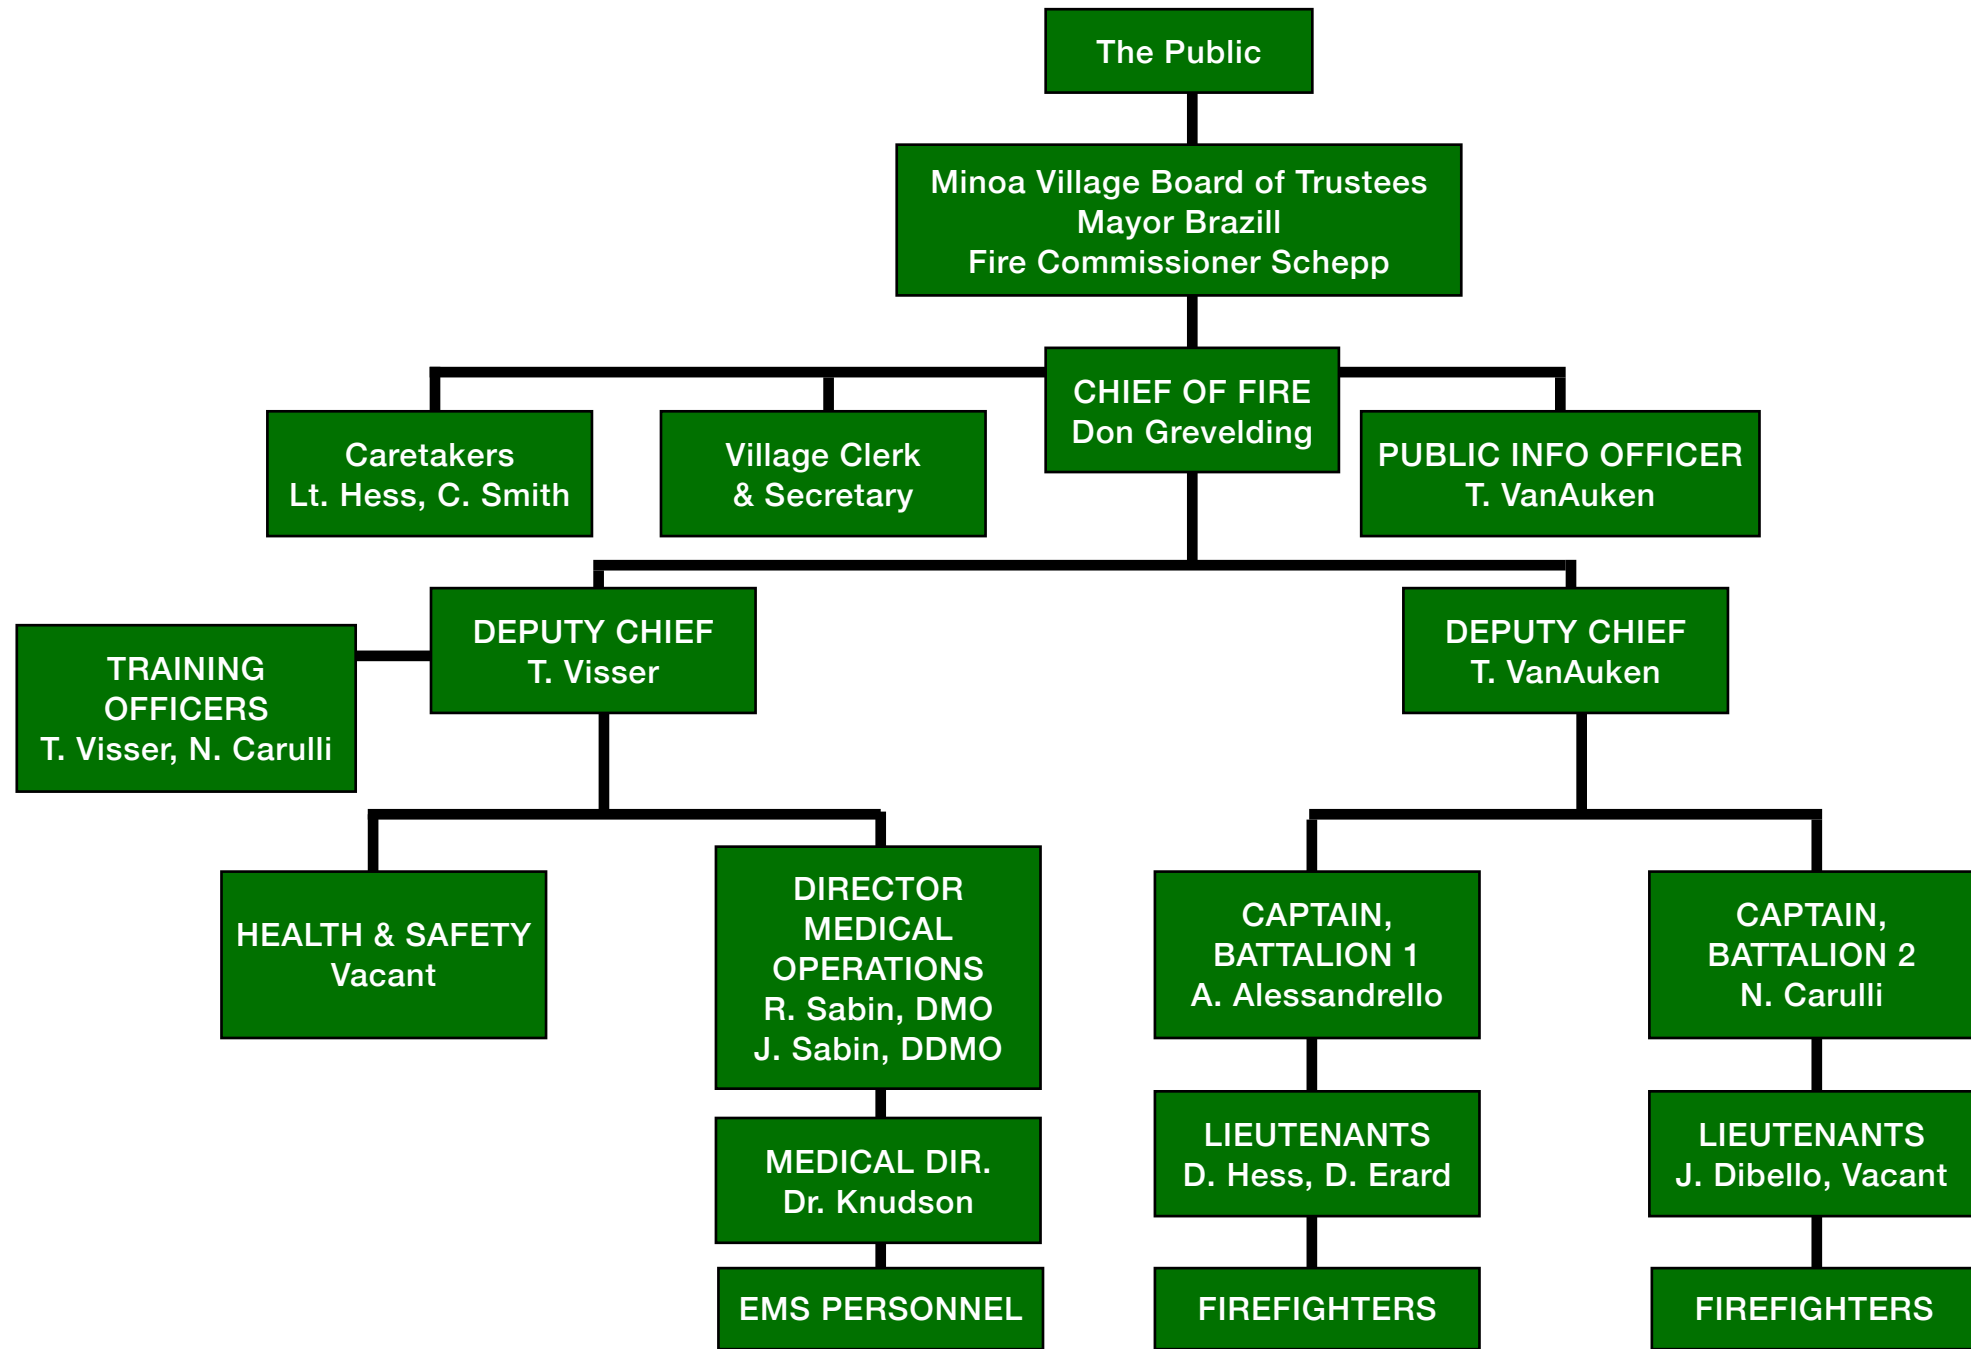 The Public
Minoa Village Board of Trustees
Mayor Brazill
Fire Commissioner Schepp
CHIEF OF FIRE
Don Grevelding
Caretakers
Lt. Hess, C. Smith
Village Clerk
& Secretary
PUBLIC INFO OFFICER
T. VanAuken
DEPUTY CHIEF
T. Visser
DEPUTY CHIEF
T. VanAuken
TRAINING
OFFICERS
T. Visser, N. Carulli
HEALTH & SAFETY
Vacant
DIRECTOR
MEDICAL
OPERATIONS
R. Sabin, DMO
J. Sabin, DDMO
CAPTAIN,
BATTALION 1
A. Alessandrello
CAPTAIN,
BATTALION 2
N. Carulli
MEDICAL DIR.
Dr. Knudson
LIEUTENANTS
D. Hess, D. Erard
LIEUTENANTS
J. Dibello, Vacant
EMS PERSONNEL
FIREFIGHTERS
FIREFIGHTERS